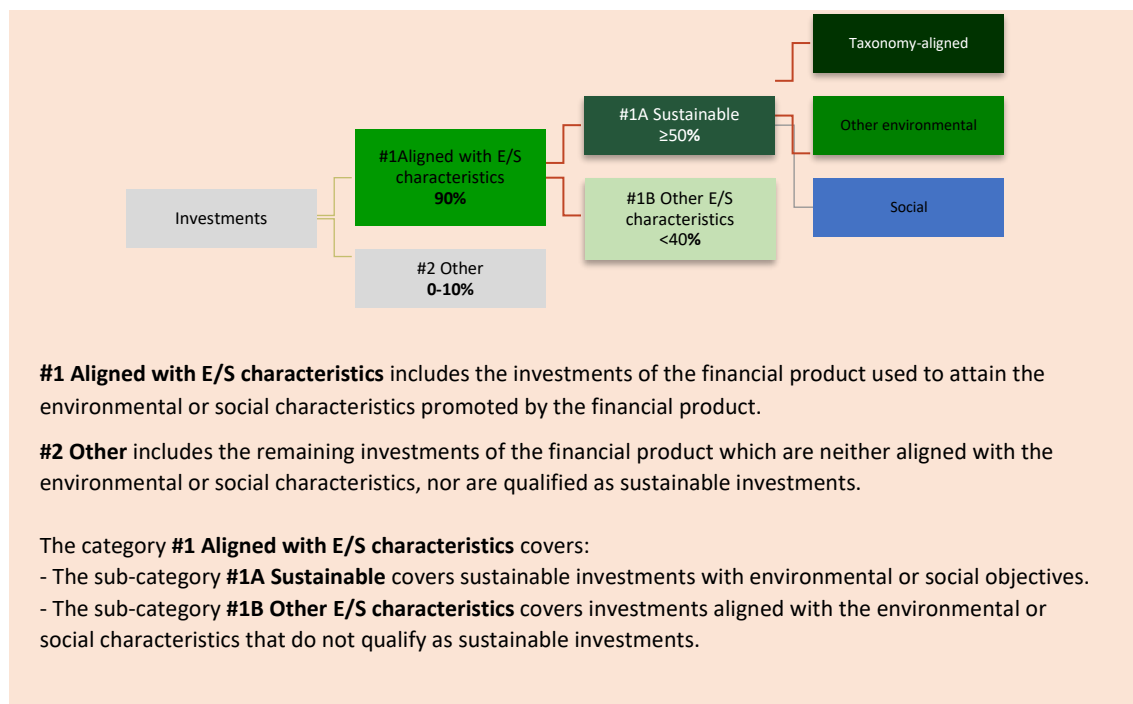 Taxonomy-aligned
#1A Sustainable
≥50%
Other environmental
#1Aligned with E/S
characteristics
90%
#1B Other E/S
characteristics
<40%
Investments
Social
#2 Other
0-10%
#1 Aligned with E/S characteristics includes the investments of the financial product used to attain the
environmental or social characteristics promoted by the financial product.
#2 Other includes the remaining investments of the financial product which are neither aligned with the
environmental or social characteristics, nor are qualified as sustainable investments.
The category #1 Aligned with E/S characteristics covers:
- The sub-category #1A Sustainable covers sustainable investments with environmental or social objectives.
- The sub-category #1B Other E/S characteristics covers investments aligned with the environmental or
social characteristics that do not qualify as sustainable investments.